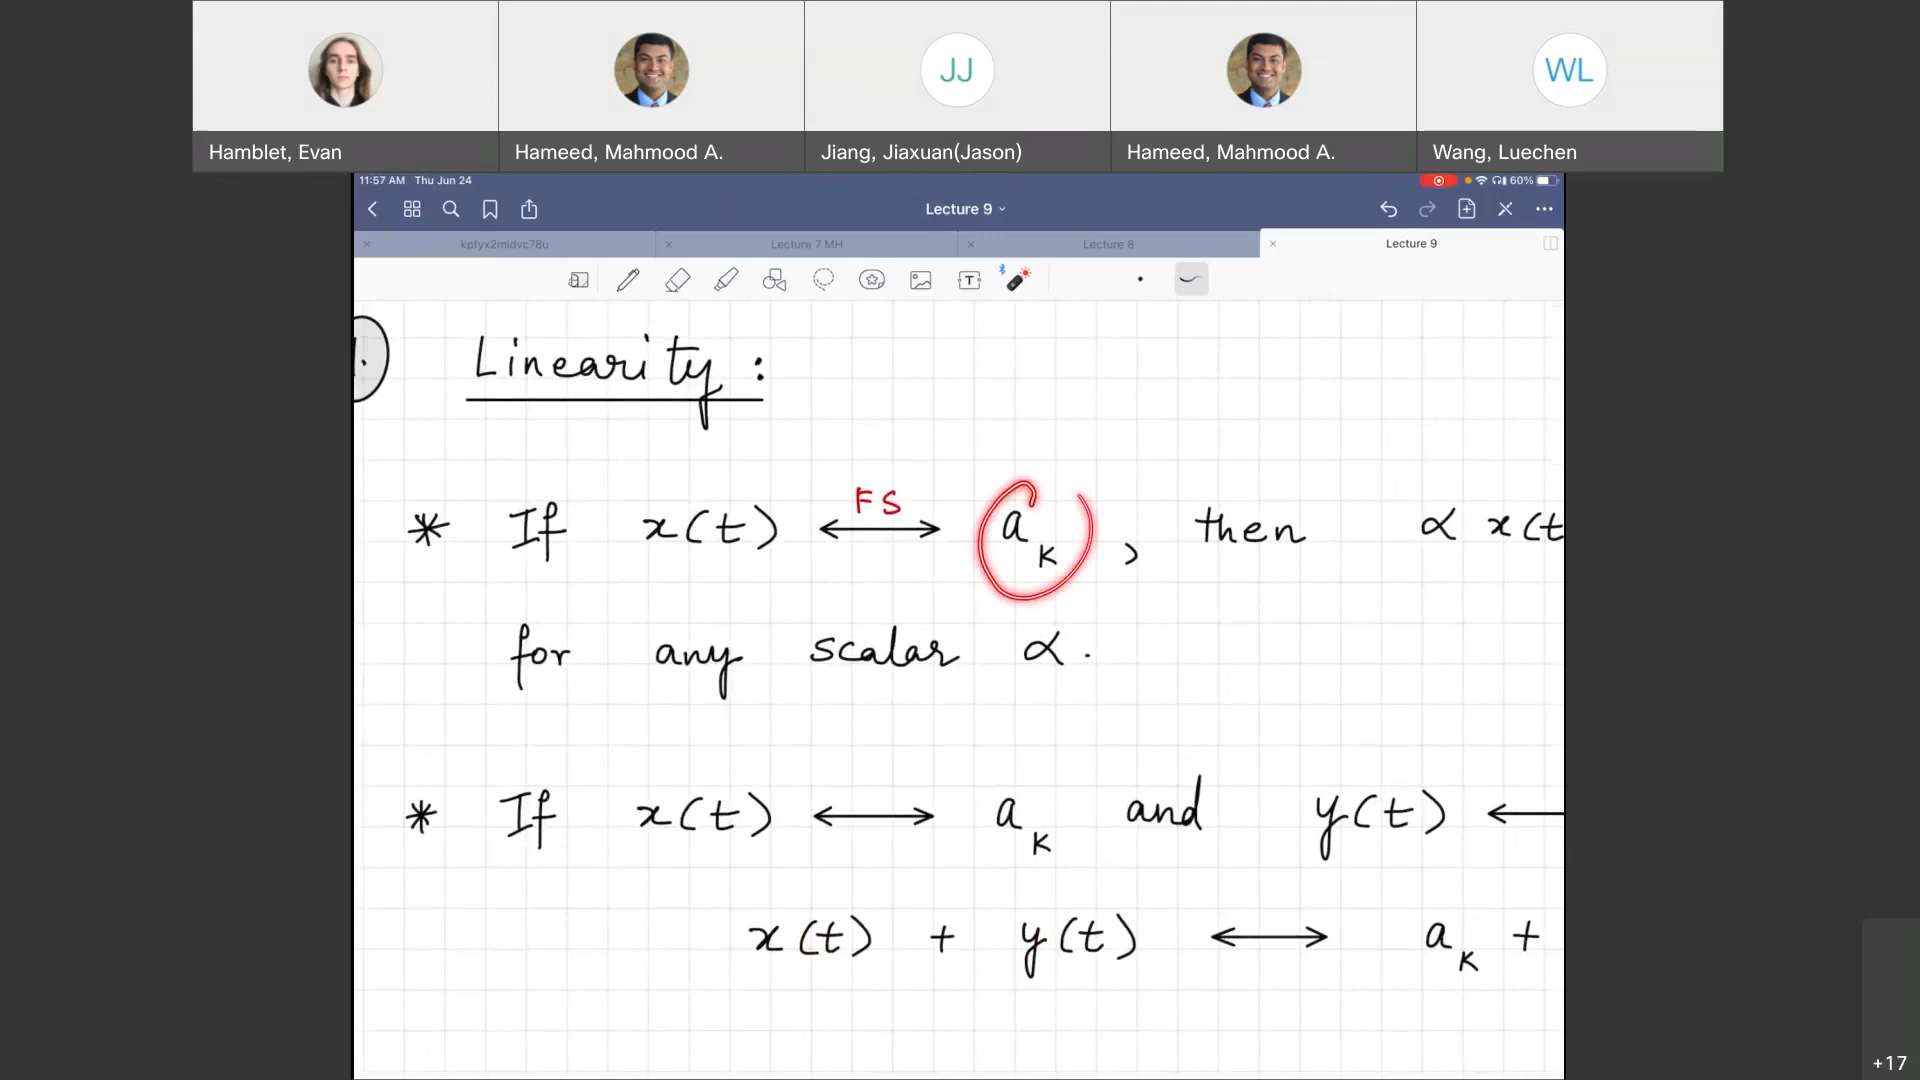 Hamblet, Evan
Hameed, Mahmood A.
JJ
Jiang, Jiaxuan(Jason)
Hameed, Mahmood A.
WL
Wang, Luechen
11:57 AM Thu Jun 24
60%
Lecture 9
kpfyx2midvc78u
Lecture 7 MH
Lecture 8
Lecture 9
1. Linearity :
* If x(t) ⟷ FS a_k , then α x(t
for any scalar α.
* If x(t) ⟷ a_k and y(t) ⟵
x(t) + y(t) ⟷ a_k +
+17